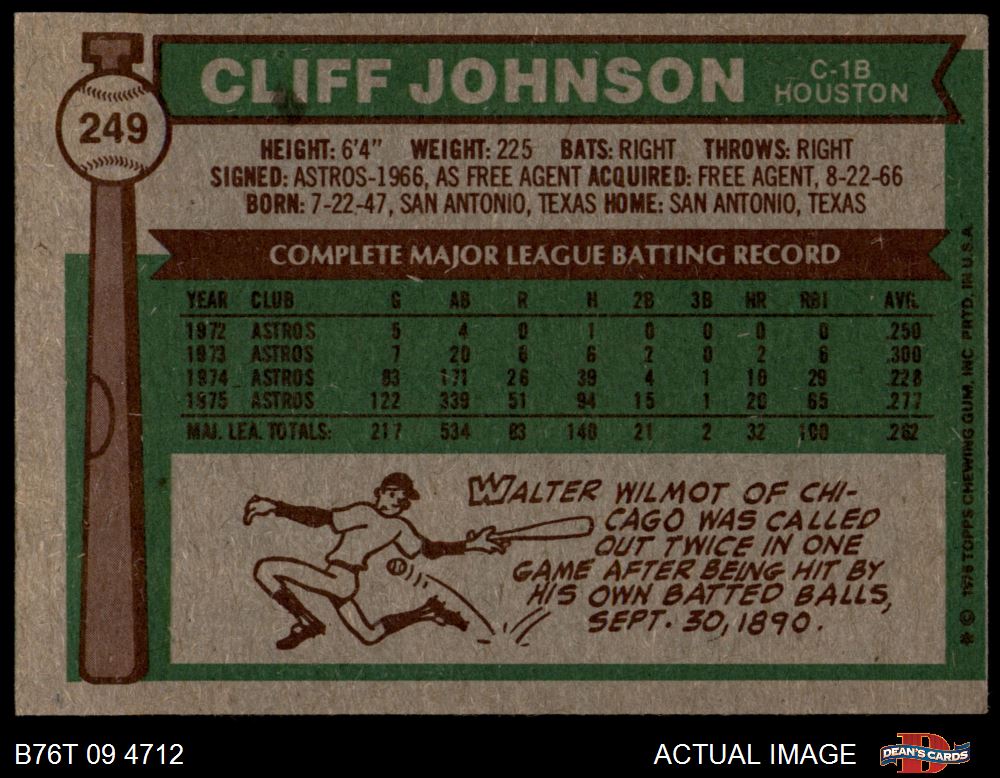 CLIFF JOHNSON
C-1B
HOUSTON
249
HEIGHT: 6'4" WEIGHT: 225 BATS: RIGHT THROWS: RIGHT
SIGNED: ASTROS-1966, AS FREE AGENT ACQUIRED: FREE AGENT, 8-22-66
BORN: 7-22-47, SAN ANTONIO, TEXAS HOME: SAN ANTONIO, TEXAS
COMPLETE MAJOR LEAGUE BATTING RECORD
YEAR CLUB G AB R H 2B 3B HR RBI AVG.
1972 ASTROS 5 4 0 1 0 0 0 0 .250
1973 ASTROS 7 20 6 6 2 0 2 6 .300
1974 ASTROS 83 171 26 39 4 1 10 29 .228
1975 ASTROS 122 339 51 94 15 1 20 65 .277
MAJ. LEA. TOTALS: 217 534 83 140 21 2 32 100 .262
WALTER WILMOT OF CHI-
CAGO WAS CALLED
OUT TWICE IN ONE
GAME AFTER BEING HIT BY
HIS OWN BATTED BALLS,
SEPT. 30, 1890.
* © 1976 TOPPS CHEWING GUM, INC. PRTD. IN U.S.A.
B76T 09 4712
ACTUAL IMAGE
D
DEAN'S CARDS